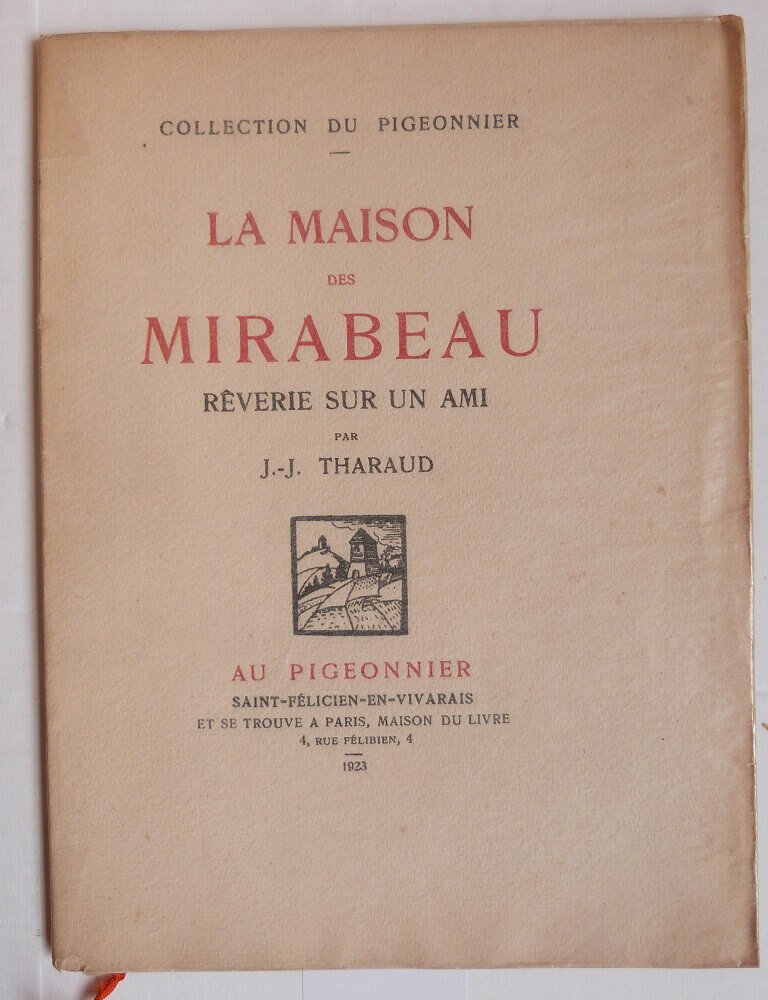 COLLECTION DU PIGEONNIER
LA MAISON
DES
MIRABEAU
RÊVERIE SUR UN AMI
PAR
J.-J. THARAUD
AU PIGEONNIER
SAINT-FÉLICIEN-EN-VIVARAIS
ET SE TROUVE A PARIS, MAISON DU LIVRE
4, RUE FÉLIBIEN, 4
1923